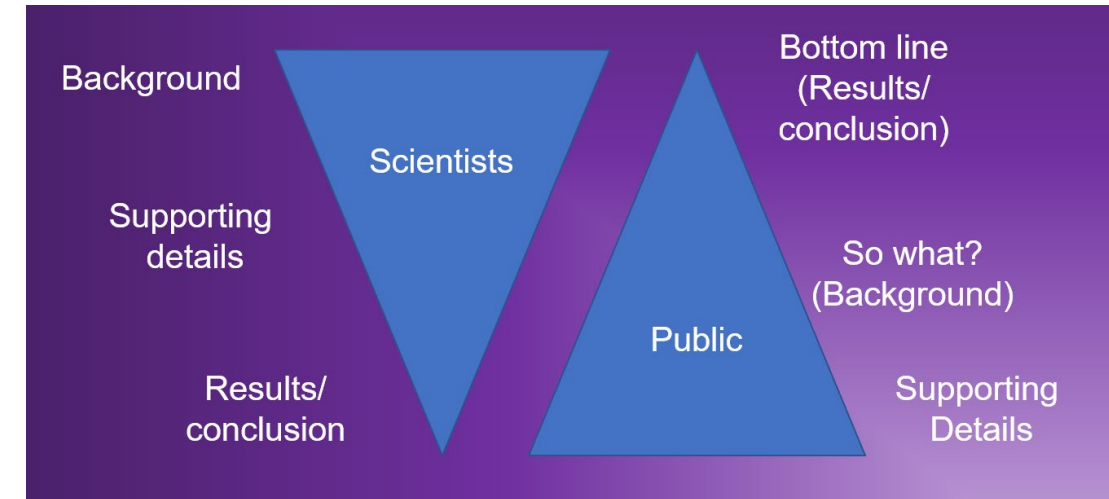 Background
Scientists
Supporting
details
Results/
conclusion
Bottom line
(Results/
conclusion)
So what?
(Background)
Public
Supporting
Details